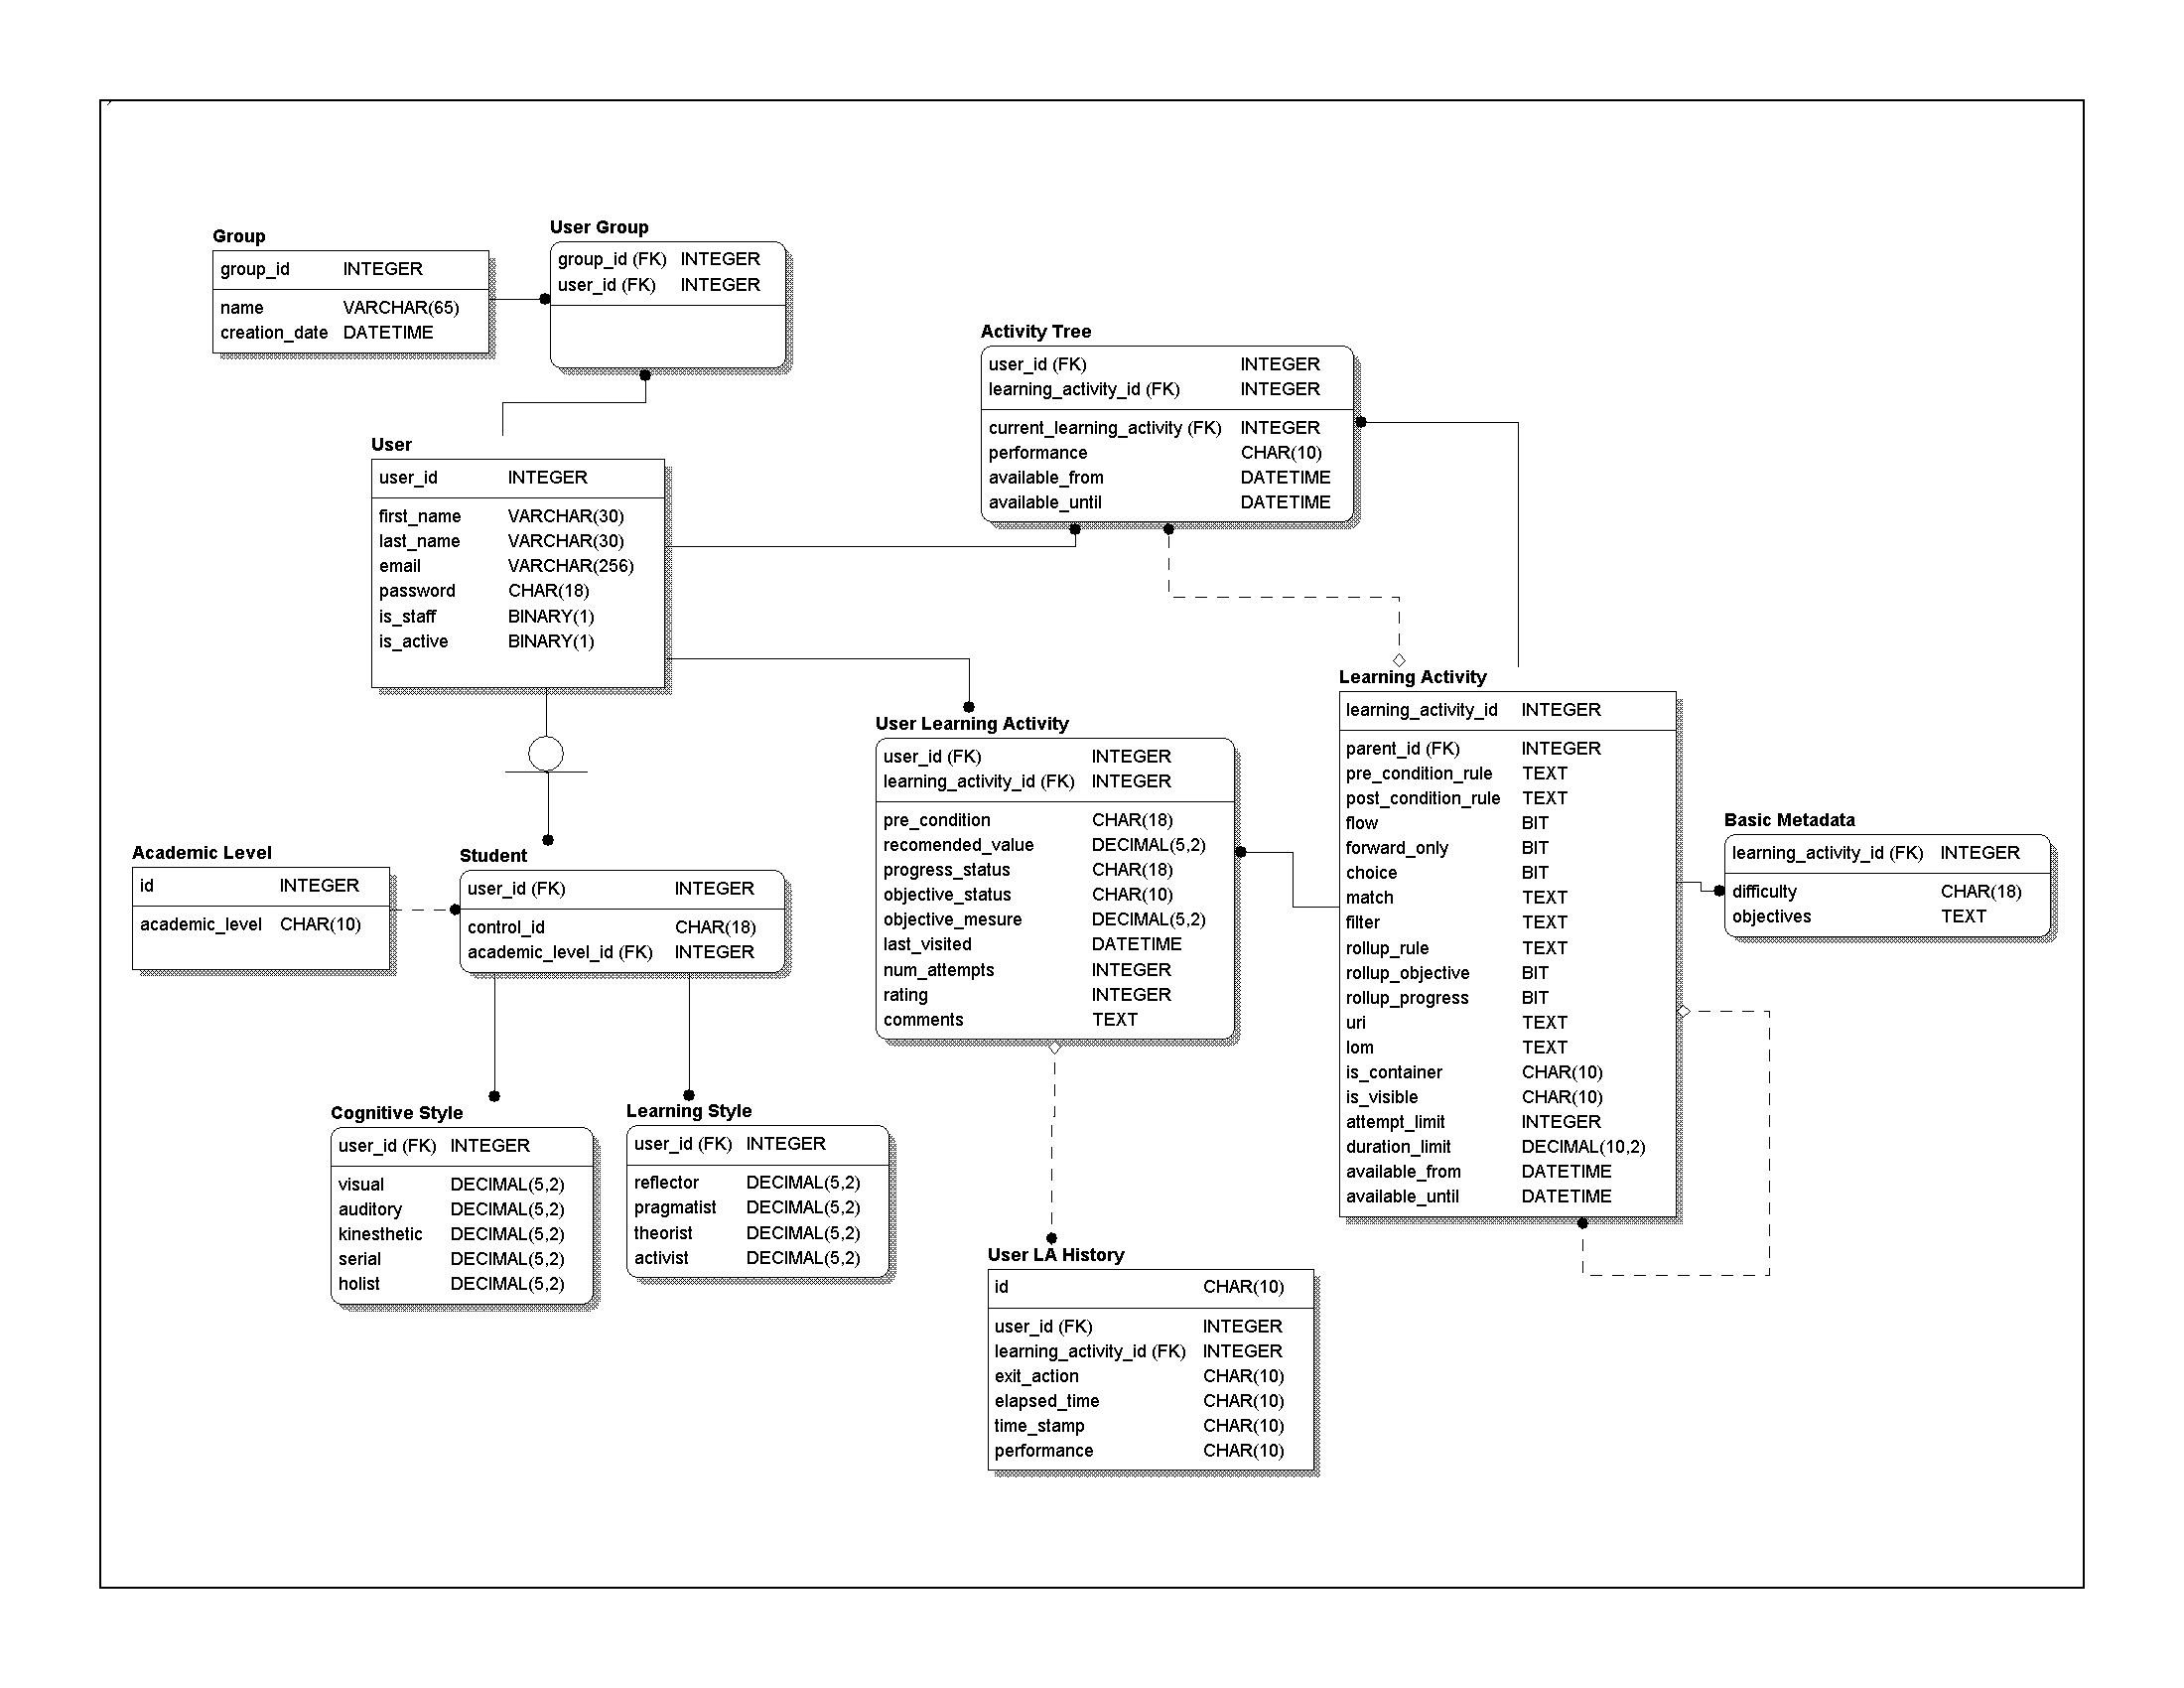 Group
group_id INTEGER
name VARCHAR(65)
creation_date DATETIME
User Group
group_id (FK) INTEGER
user_id (FK) INTEGER
Activity Tree
user_id (FK) INTEGER
learning_activity_id (FK) INTEGER
current_learning_activity (FK) INTEGER
performance CHAR(10)
available_from DATETIME
available_until DATETIME
User
user_id INTEGER
first_name VARCHAR(30)
last_name VARCHAR(30)
email VARCHAR(256)
password CHAR(18)
is_staff BINARY(1)
is_active BINARY(1)
User Learning Activity
user_id (FK) INTEGER
learning_activity_id (FK) INTEGER
pre_condition CHAR(18)
recomended_value DECIMAL(5,2)
progress_status CHAR(18)
objective_status CHAR(10)
objective_mesure DECIMAL(5,2)
last_visited DATETIME
num_attempts INTEGER
rating INTEGER
comments TEXT
Learning Activity
learning_activity_id INTEGER
parent_id (FK) INTEGER
pre_condition_rule TEXT
post_condition_rule TEXT
flow BIT
forward_only BIT
choice BIT
match TEXT
filter TEXT
rollup_rule TEXT
rollup_objective BIT
rollup_progress BIT
uri TEXT
lom TEXT
is_container CHAR(10)
is_visible CHAR(10)
attempt_limit INTEGER
duration_limit DECIMAL(10,2)
available_from DATETIME
available_until DATETIME
Basic Metadata
learning_activity_id (FK) INTEGER
difficulty CHAR(18)
objectives TEXT
Academic Level
id INTEGER
academic_level CHAR(10)
Student
user_id (FK) INTEGER
control_id CHAR(18)
academic_level_id (FK) INTEGER
Cognitive Style
user_id (FK) INTEGER
visual DECIMAL(5,2)
auditory DECIMAL(5,2)
kinesthetic DECIMAL(5,2)
serial DECIMAL(5,2)
holist DECIMAL(5,2)
Learning Style
user_id (FK) INTEGER
reflector DECIMAL(5,2)
pragmatist DECIMAL(5,2)
theorist DECIMAL(5,2)
activist DECIMAL(5,2)
User LA History
id CHAR(10)
user_id (FK) INTEGER
learning_activity_id (FK) INTEGER
exit_action CHAR(10)
elapsed_time CHAR(10)
time_stamp CHAR(10)
performance CHAR(10)